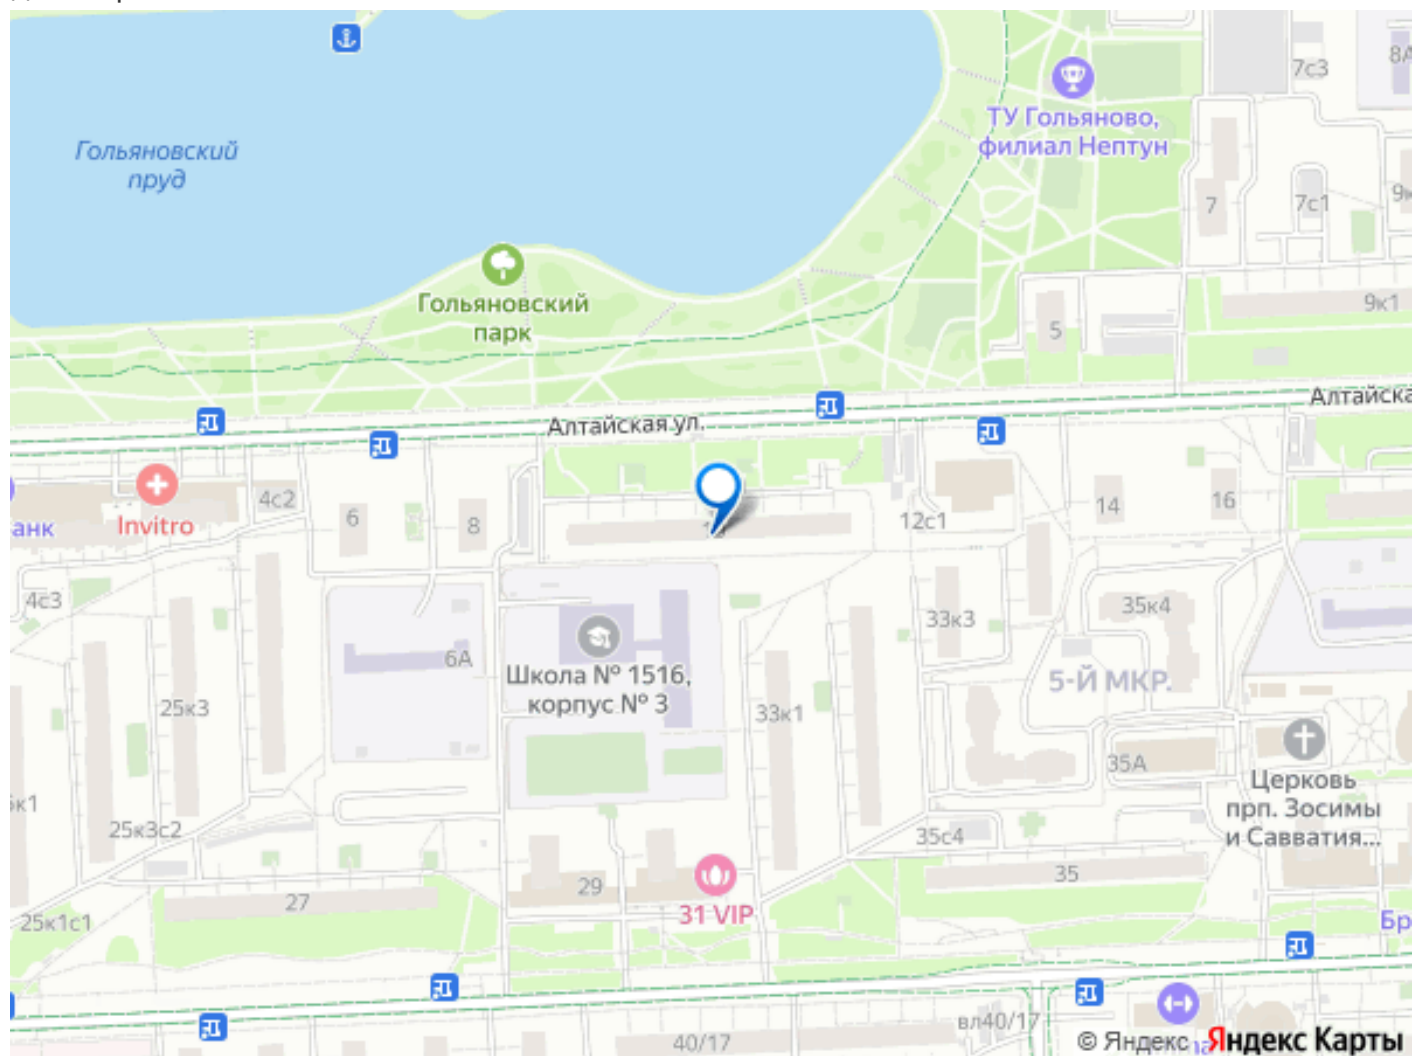 7с3
8А
ТУ Гольяново,
филиал Нептун
Гольяновский
пруд
7
7с1
Гольяновский
парк
9к1
5
Алтайская ул.
4с2
6
8
12с1
14
16
Invitro
4с3
6А
33к3
35к4
Школа № 1516,
корпус № 3
25к3
33к1
5-Й МКР.
35А
Церковь
прп. Зосимы
и Савватия...
25к3с2
35с4
27
29
35
25к1с1
31 VIP
40/17
вл40/17
© Яндекс Яндекс Карты